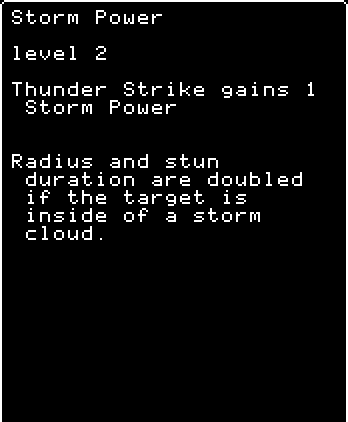 Storm Power
level 2
Thunder Strike gains 1
Storm Power
Radius and stun
duration are doubled
if the target is
inside of a storm
cloud.